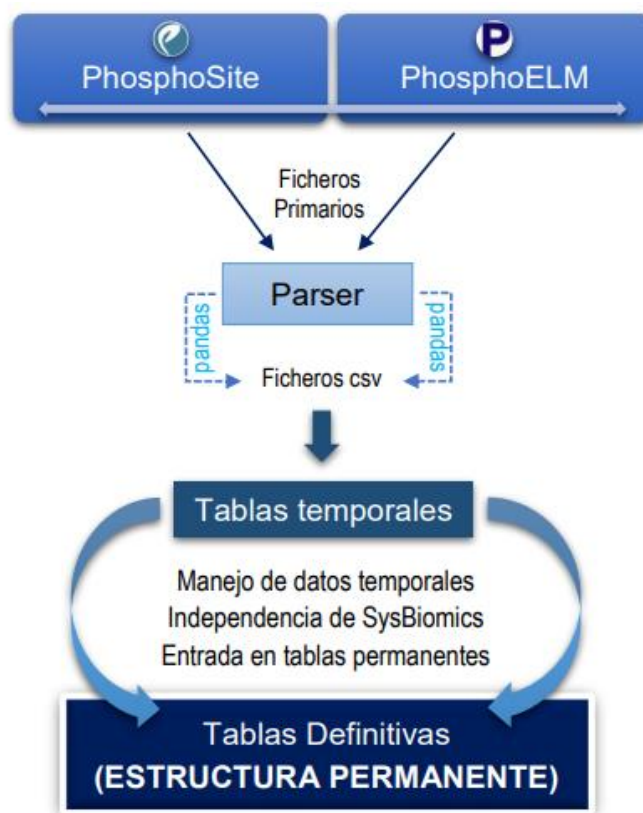 P
PhosphoSite
PhosphoELM
Ficheros
Primarios
Parser
pandas
pandas
Ficheros csv
Tablas temporales
Manejo de datos temporales
Independencia de SysBiomics
Entrada en tablas permanentes
Tablas Definitivas
(ESTRUCTURA PERMANENTE)